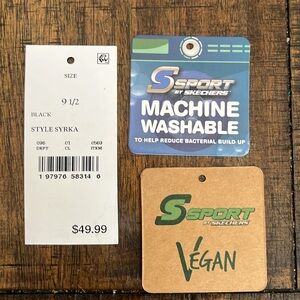 SIZE
9 1/2
BLACK
STYLE SYRKA
096 01 0569
DEPT CL ITEM
1 97976 58314 6
$49.99
S SPORT
BY SKECHERS
MACHINE
WASHABLE
TO HELP REDUCE BACTERIAL BUILD UP
S SPORT
BY SKECHERS
VEGAN